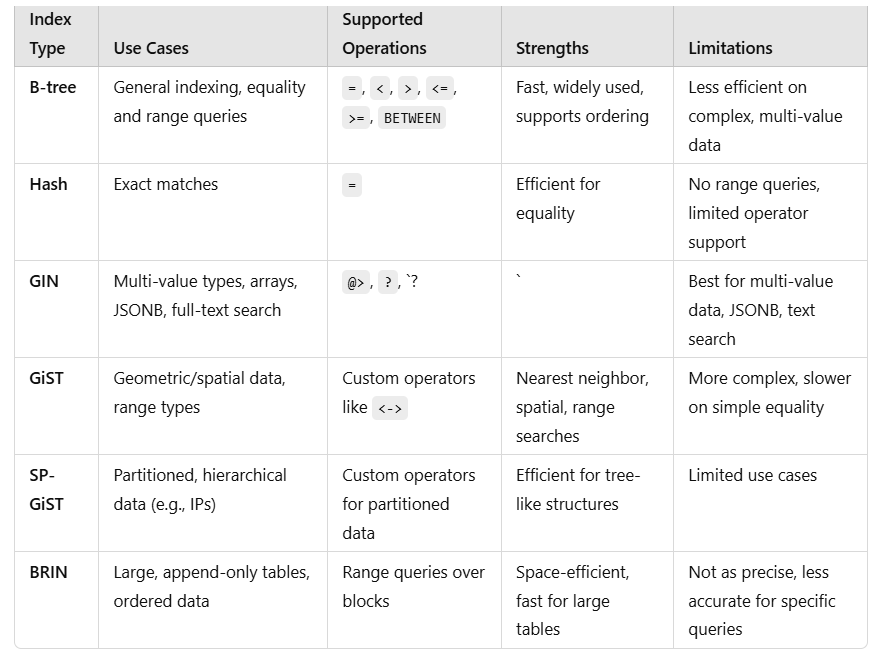 Index Type
Use Cases
Supported Operations
Strengths
Limitations
B-tree
General indexing, equality
and range queries
=, <, >, <=,
>=, BETWEEN
Fast, widely used,
supports ordering
Less efficient on
complex, multi-value
data
Hash
Exact matches
=
Efficient for
equality
No range queries,
limited operator
support
GIN
Multi-value types, arrays,
JSONB, full-text search
@>, ?, `?
`
Best for multi-value
data, JSONB, text
search
GiST
Geometric/spatial data,
range types
Custom operators
like <->
Nearest neighbor,
spatial, range
searches
More complex, slower
on simple equality
SP-
GiST
Partitioned, hierarchical
data (e.g., IPs)
Custom operators
for partitioned
data
Efficient for tree-
like structures
Limited use cases
BRIN
Large, append-only tables,
ordered data
Range queries over
blocks
Space-efficient,
fast for large
tables
Not as precise, less
accurate for specific
queries